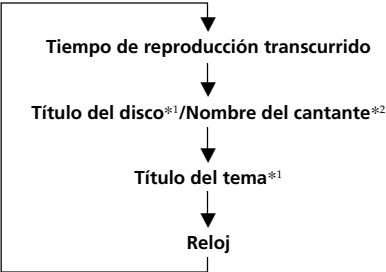 Tiempo de reproducción transcurrido
Título del disco*1/Nombre del cantante*2
Título del tema*1
Reloj